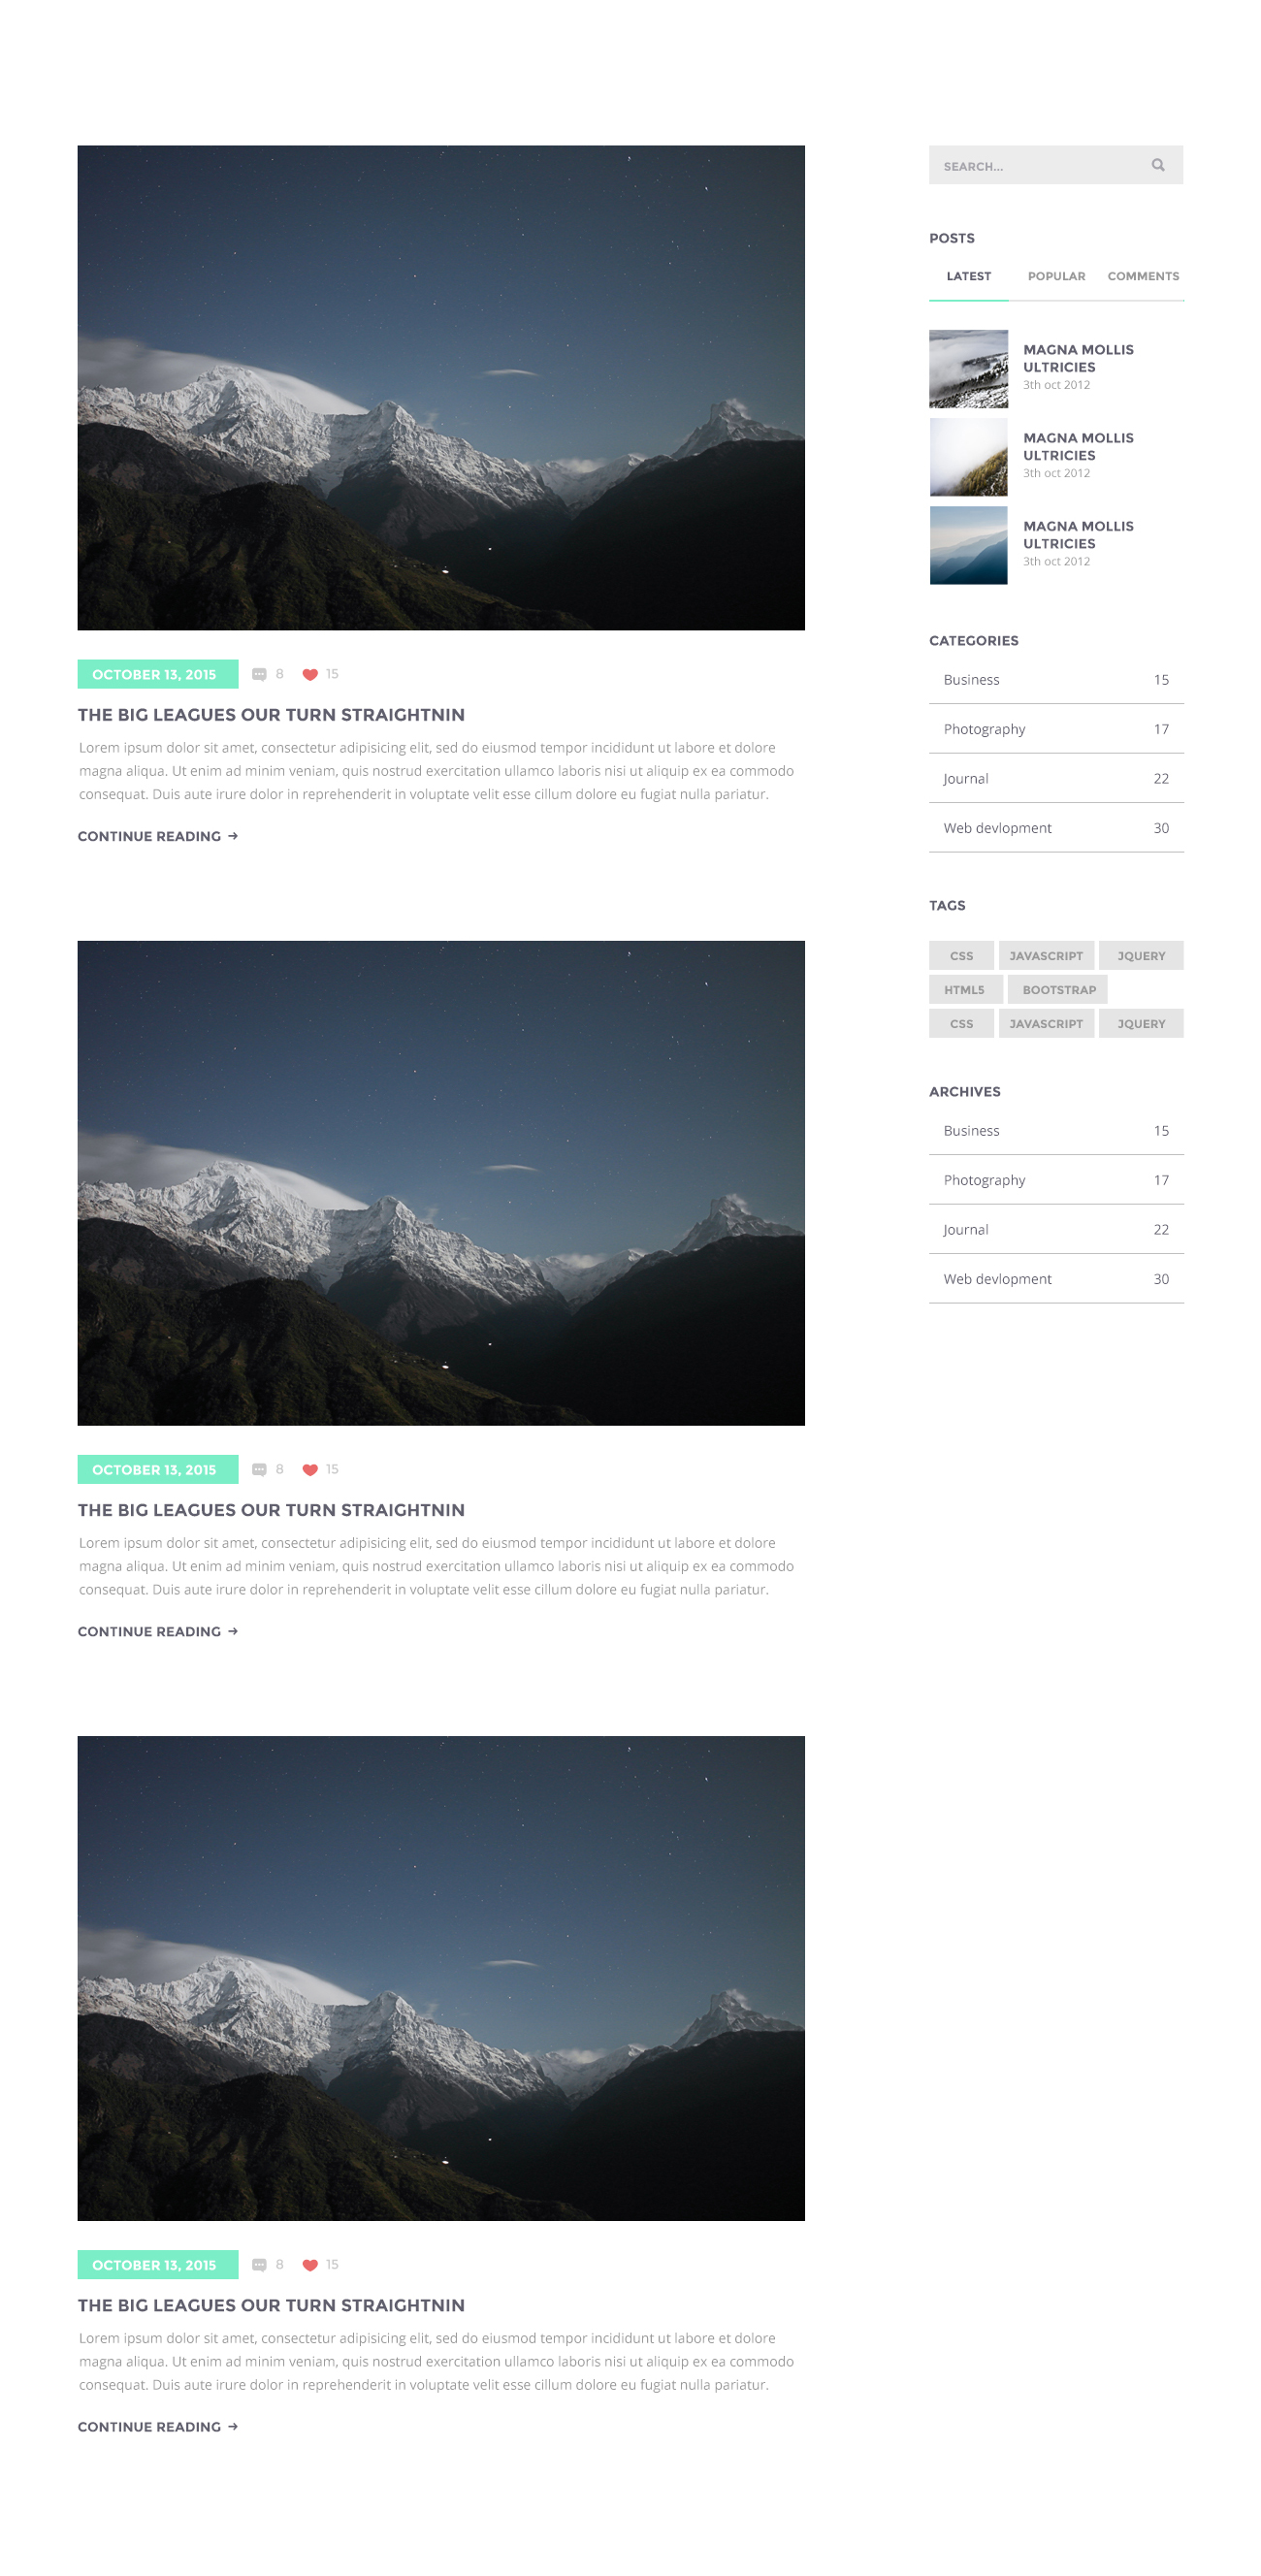 OCTOBER 13, 2015 8 15
THE BIG LEAGUES OUR TURN STRAIGHTNIN
Lorem ipsum dolor sit amet, consectetur adipisicing elit, sed do eiusmod tempor incididunt ut labore et dolore
magna aliqua. Ut enim ad minim veniam, quis nostrud exercitation ullamco laboris nisi ut aliquip ex ea commodo
consequat. Duis aute irure dolor in reprehenderit in voluptate velit esse cillum dolore eu fugiat nulla pariatur.
CONTINUE READING →
OCTOBER 13, 2015 8 15
THE BIG LEAGUES OUR TURN STRAIGHTNIN
Lorem ipsum dolor sit amet, consectetur adipisicing elit, sed do eiusmod tempor incididunt ut labore et dolore
magna aliqua. Ut enim ad minim veniam, quis nostrud exercitation ullamco laboris nisi ut aliquip ex ea commodo
consequat. Duis aute irure dolor in reprehenderit in voluptate velit esse cillum dolore eu fugiat nulla pariatur.
CONTINUE READING →
OCTOBER 13, 2015 8 15
THE BIG LEAGUES OUR TURN STRAIGHTNIN
Lorem ipsum dolor sit amet, consectetur adipisicing elit, sed do eiusmod tempor incididunt ut labore et dolore
magna aliqua. Ut enim ad minim veniam, quis nostrud exercitation ullamco laboris nisi ut aliquip ex ea commodo
consequat. Duis aute irure dolor in reprehenderit in voluptate velit esse cillum dolore eu fugiat nulla pariatur.
CONTINUE READING →
SEARCH...
POSTS
LATEST POPULAR COMMENTS
MAGNA MOLLIS
ULTRICIES
3th oct 2012
MAGNA MOLLIS
ULTRICIES
3th oct 2012
MAGNA MOLLIS
ULTRICIES
3th oct 2012
CATEGORIES
Business 15
Photography 17
Journal 22
Web devlopment 30
TAGS
CSS JAVASCRIPT JQUERY
HTML5 BOOTSTRAP
CSS JAVASCRIPT JQUERY
ARCHIVES
Business 15
Photography 17
Journal 22
Web devlopment 30